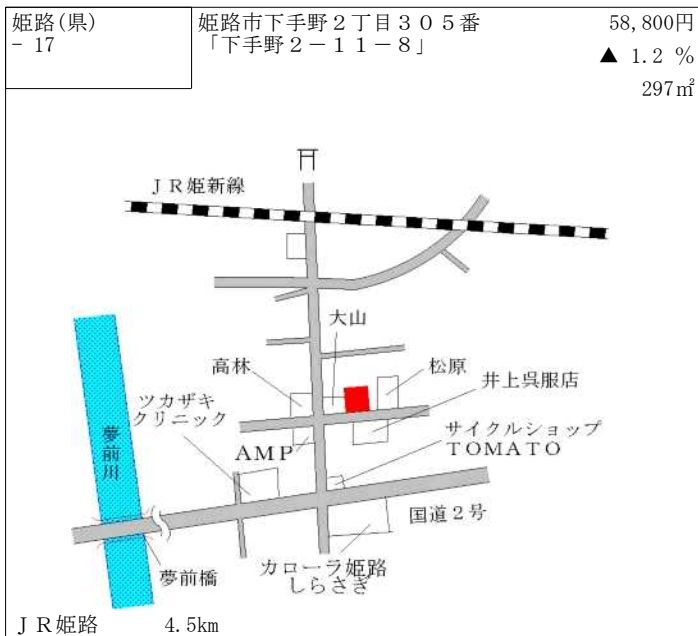 姫路(県)
- 17
姫路市下手野２丁目３０５番
「下手野２－１１－８」
58,800円
▲ 1.2 %
297㎡
ＪＲ姫新線
大山
高林
松原
井上呉服店
ツカザキ
クリニック
サイクルショップ
ＴＯＭＡＴＯ
ＡＭＰ
夢前川
国道２号
カローラ姫路
しらさぎ
夢前橋
ＪＲ姫路 4.5km